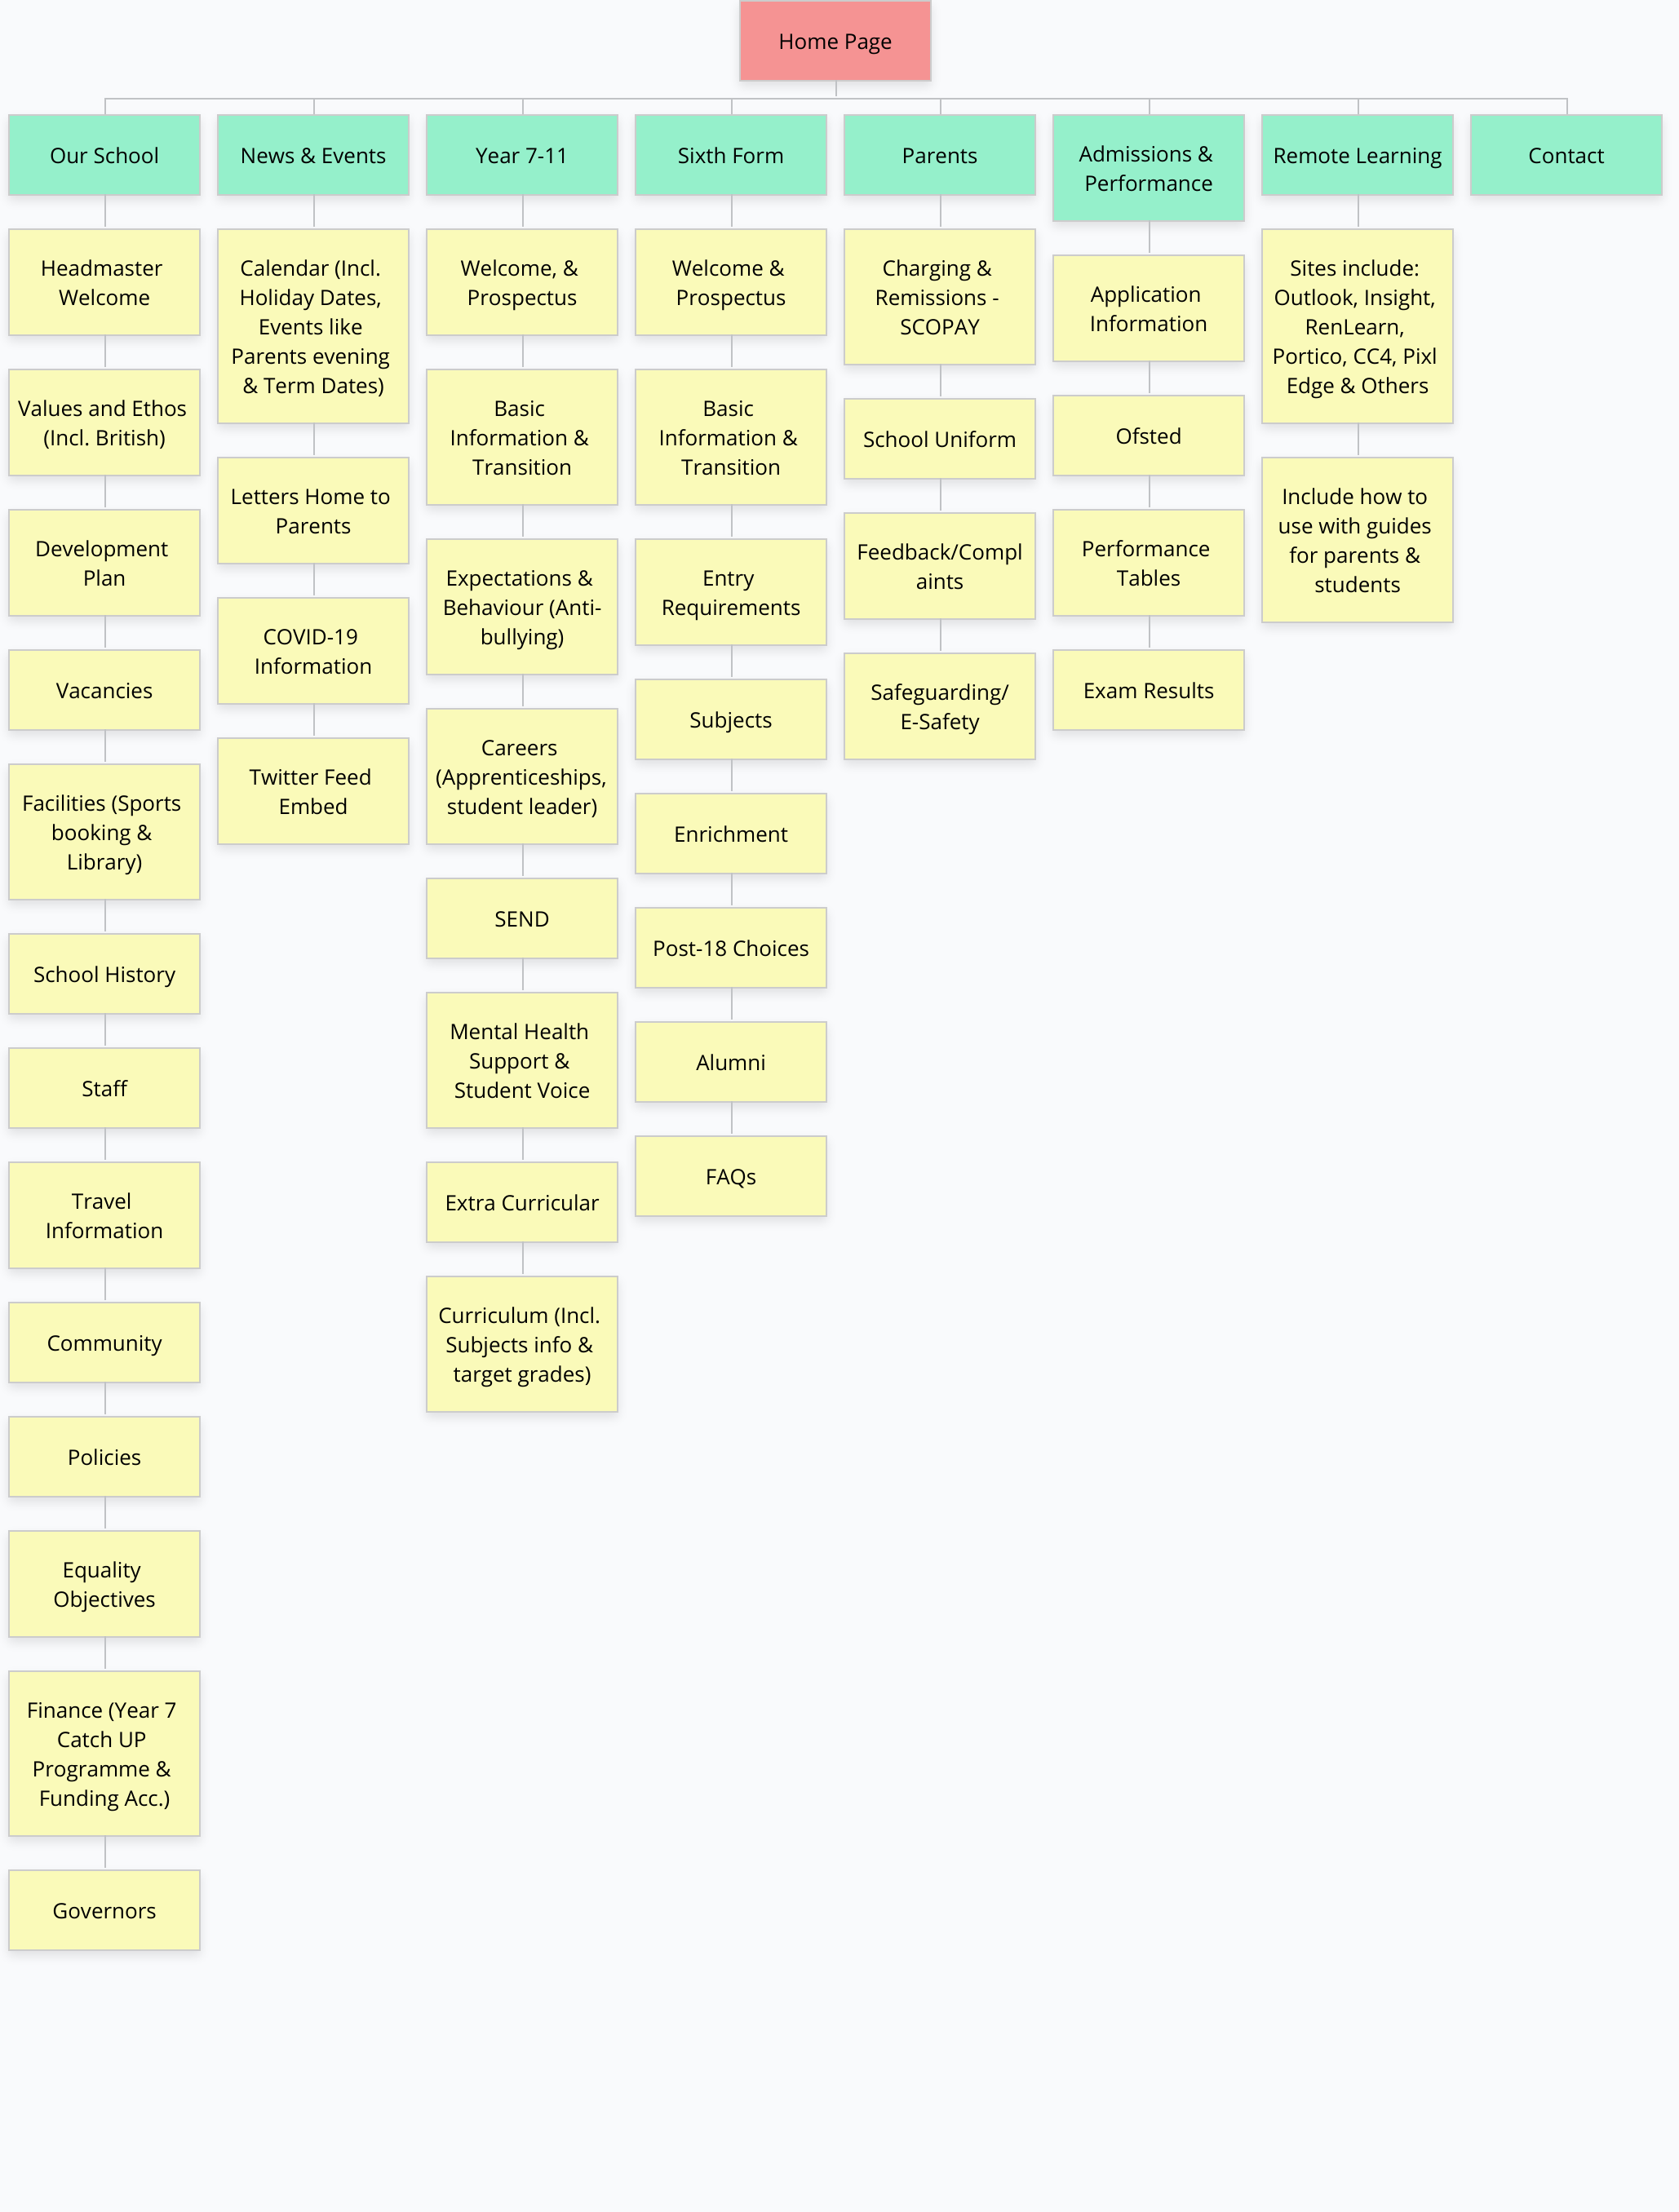 Home Page
Our School
Headmaster
Welcome
Values and Ethos
(Incl. British)
Development
Plan
Vacancies
Facilities (Sports
booking &
Library)
School History
Staff
Travel
Information
Community
Policies
Equality
Objectives
Finance (Year 7
Catch UP
Programme &
Funding Acc.)
Governors
News & Events
Calendar (Incl.
Holiday Dates,
Events like
Parents evening
& Term Dates)
Letters Home to
Parents
COVID-19
Information
Twitter Feed
Embed
Year 7-11
Welcome, &
Prospectus
Basic
Information &
Transition
Expectations &
Behaviour (Anti-
bullying)
Careers
(Apprenticeships,
student leader)
SEND
Mental Health
Support &
Student Voice
Extra Curricular
Curriculum (Incl.
Subjects info &
target grades)
Sixth Form
Welcome &
Prospectus
Basic
Information &
Transition
Entry
Requirements
Subjects
Enrichment
Post-18 Choices
Alumni
FAQs
Parents
Charging &
Remissions -
SCOPAY
School Uniform
Feedback/Compl
aints
Safeguarding/
E-Safety
Admissions &
Performance
Application
Information
Ofsted
Performance
Tables
Exam Results
Remote Learning
Sites include:
Outlook, Insight,
RenLearn,
Portico, CC4, Pixl
Edge & Others
Include how to
use with guides
for parents &
students
Contact